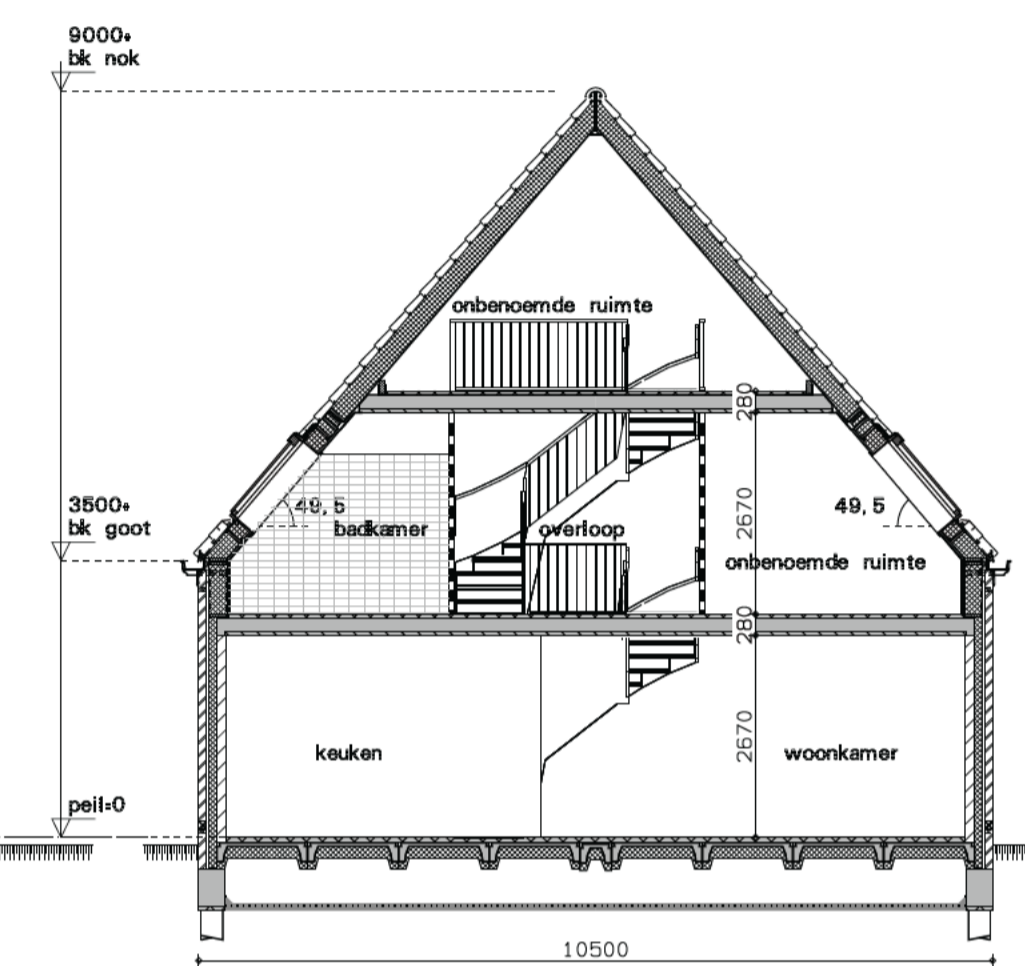 9000+
bk nok
onbenoemde ruimte
280
3500+
bk goot
49,5
badkamer
overloop
2670
49,5
onbenoemde ruimte
280
keuken
2670
woonkamer
peil=0
10500